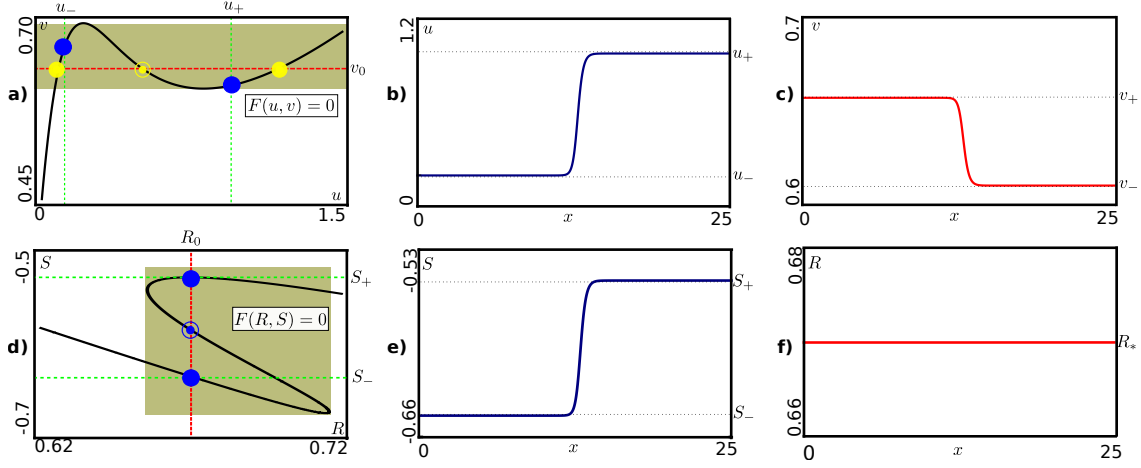 a)
u₋
u₊
0.70
v
v₀
F(u, v) = 0
0.45
u
0
1.5
b)
1.2
u
u₊
u₋
0
0
x
25
c)
0.7
v
v₊
v₋
0.6
0
x
25
d)
R₀
-0.5
S
S₊
F(R, S) = 0
S₋
-0.7
R
0.62
0.72
e)
-0.53
S
S₊
S₋
-0.66
0
x
25
f)
0.68
R
R*
0.66
0
x
25